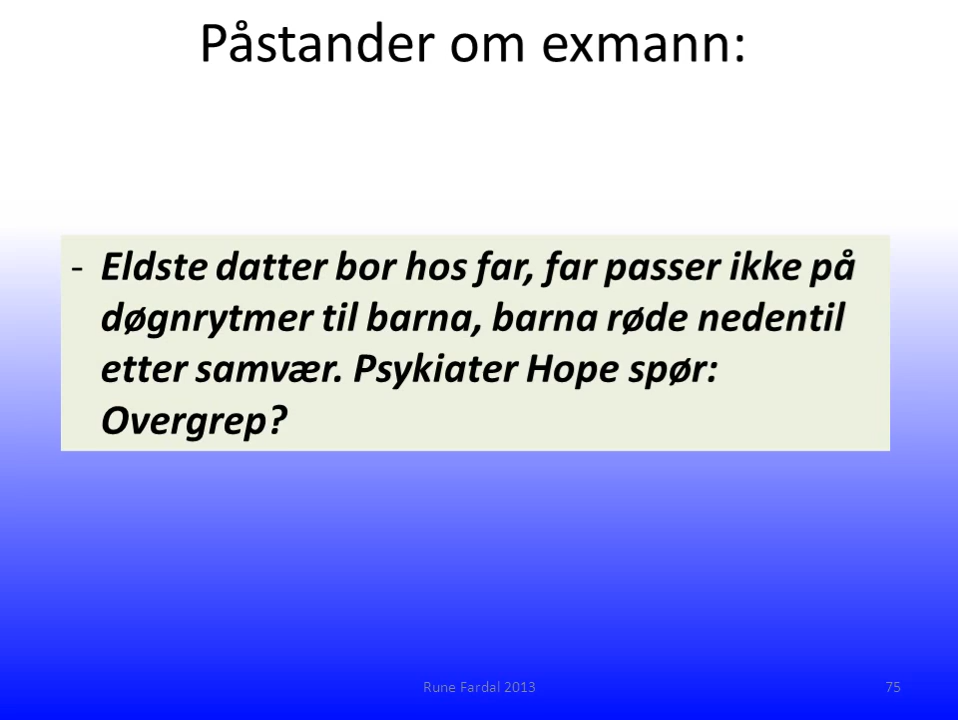 Påstander om exmann:
- Eldste datter bor hos far, far passer ikke på
døgnrytmer til barna, barna røde nedentil
etter samvær. Psykiater Hope spør:
Overgrep?
Rune Fardal 2013
75